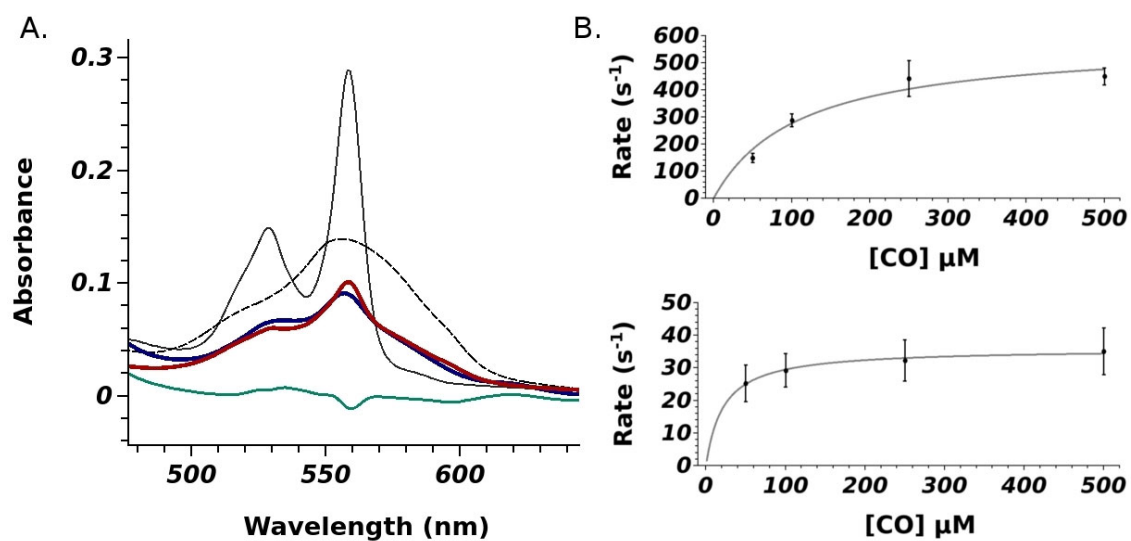 A.
0.3
0.2
0.1
0
Absorbance
500 550 600
Wavelength (nm)
B.
600
500
400
300
200
100
0
Rate (s⁻¹)
0 100 200 300 400 500
[CO] μM
50
40
30
20
10
0
Rate (s⁻¹)
0 100 200 300 400 500
[CO] μM